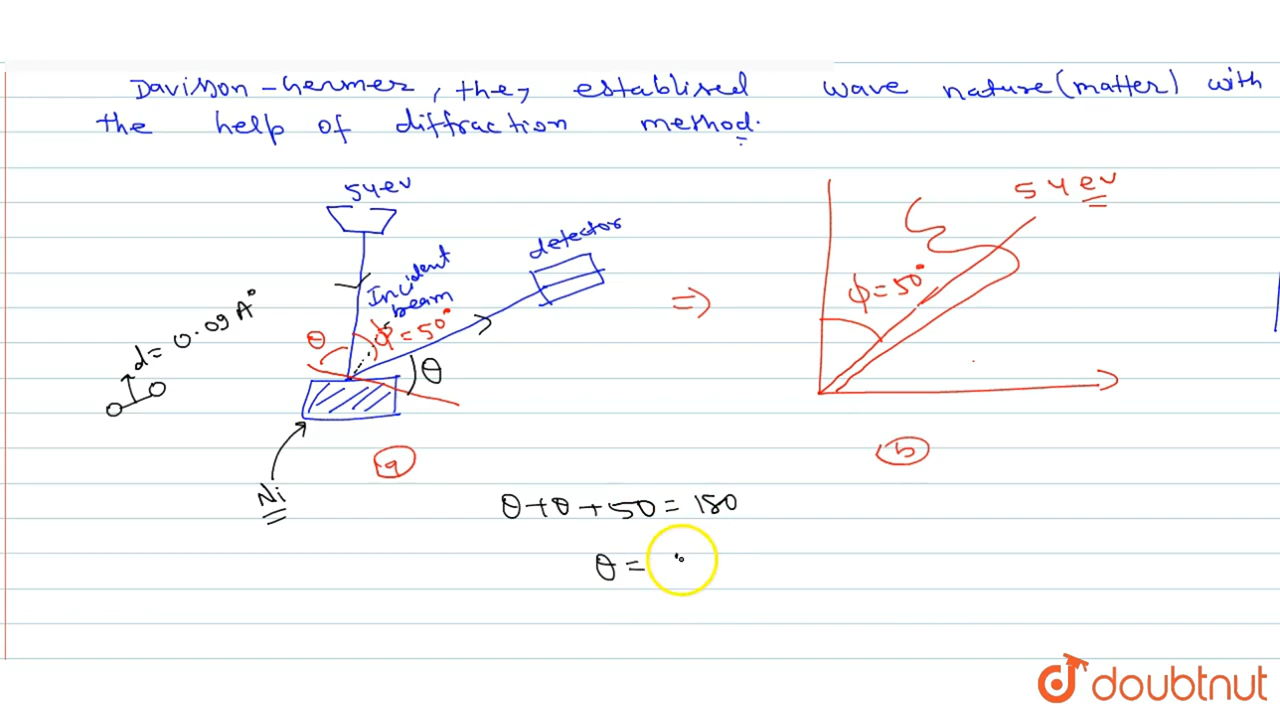 Davisson-hermer, they establised wave nature (matter) with
the help of diffraction method.
54ev
Incident
beam
detector
θ
ϕ = 50°
θ
d = 0.09 A°
Ni
a
54 ev
ϕ = 50°
b
⇒
θ + θ + 50 = 180
θ =
doubtnut